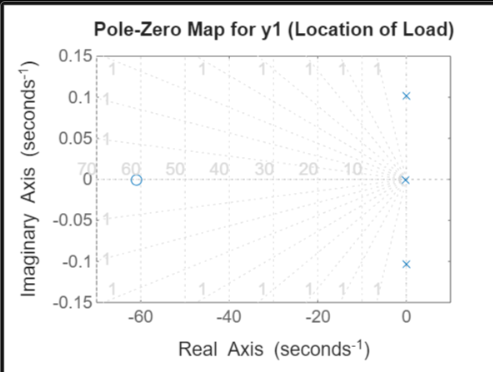 Pole-Zero Map for y1 (Location of Load)
0.15
1 1 1 1 1 1
0.1
1
0.05
1
70 60 50 40 30 20 10
0
-0.05
1
-0.1
1
1 1 1 1 1 1
-0.15
-60 -40 -20 0
Imaginary Axis (seconds⁻¹)
Real Axis (seconds⁻¹)